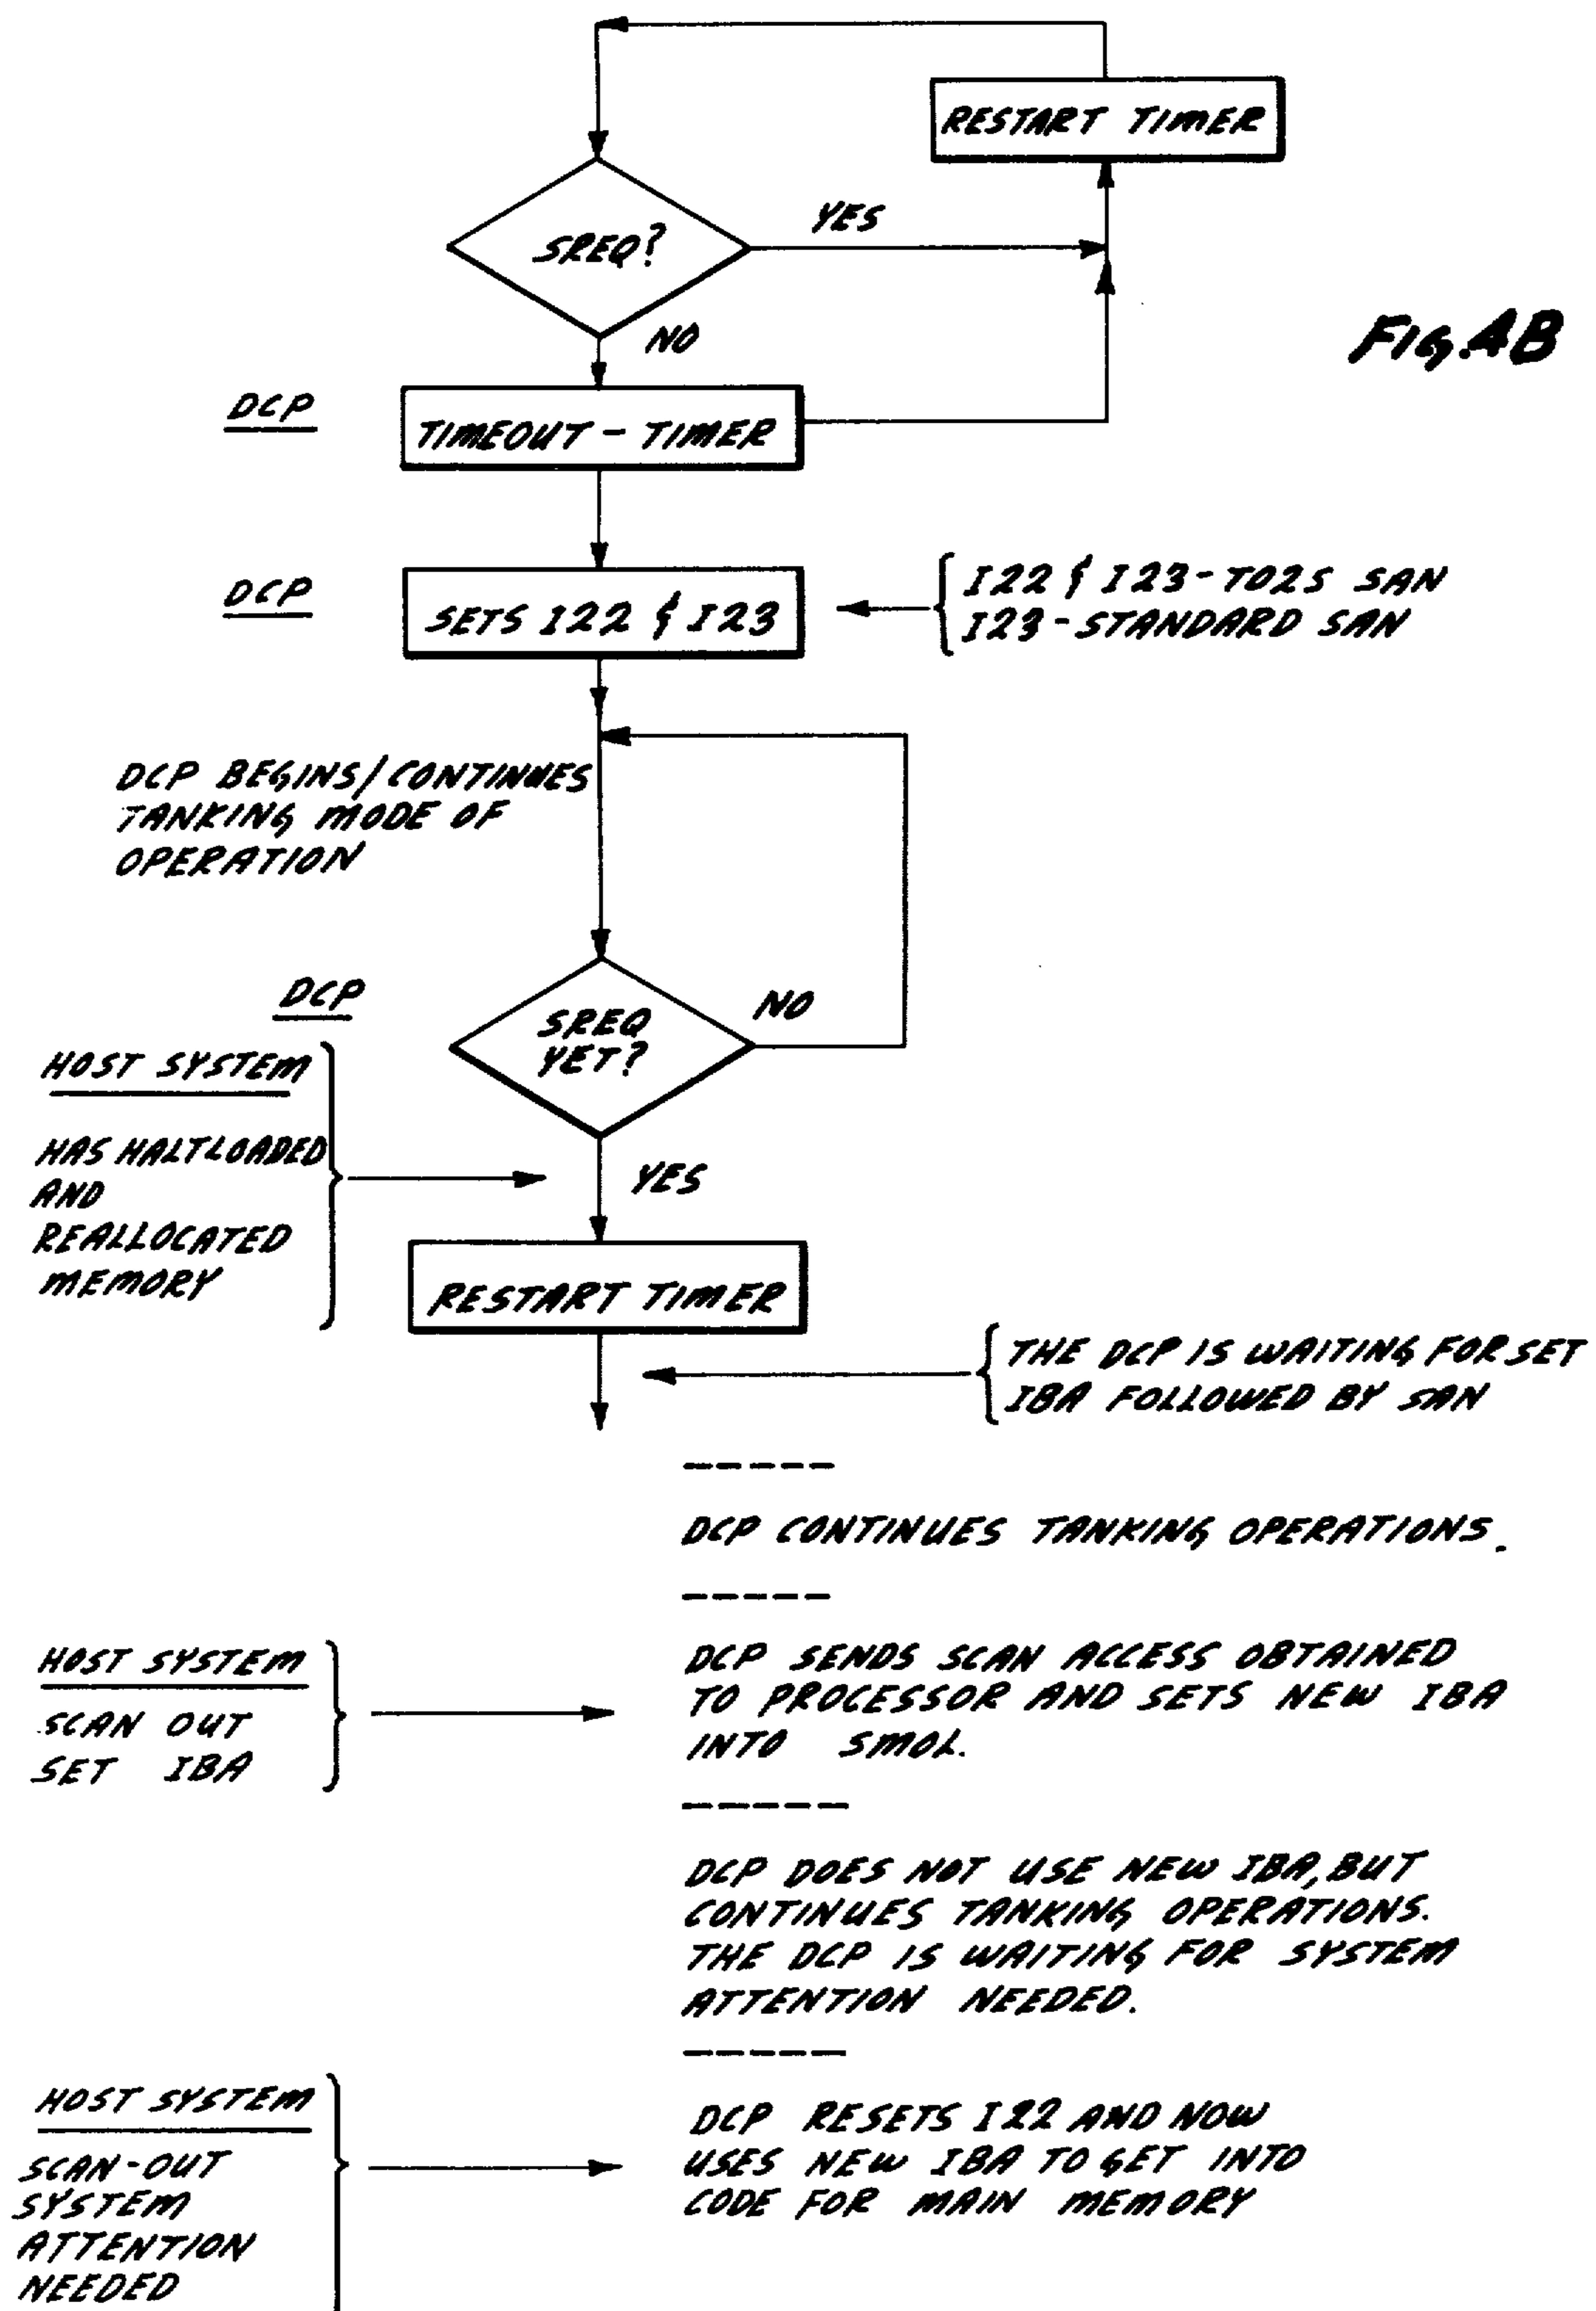 RESTART TIMER
SREQ?
YES
NO
FIG.4B
DCP
TIMEOUT - TIMER
DCP
SETS I22 & I23
I22 & I23 - TO2S SAN
I23 - STANDARD SAN
DCP BEGINS/CONTINUES
TANKING MODE OF
OPERATION
DCP
SREQ
YET?
NO
HOST SYSTEM
HAS HALTLOADED
AND
REALLOCATED
MEMORY
YES
RESTART TIMER
THE DCP IS WAITING FOR SET
IBA FOLLOWED BY SAN
-----
DCP CONTINUES TANKING OPERATIONS.
-----
HOST SYSTEM
SCAN OUT
SET IBA
DCP SENDS SCAN ACCESS OBTAINED
TO PROCESSOR AND SETS NEW IBA
INTO SMOL.
-----
DCP DOES NOT USE NEW IBA, BUT
CONTINUES TANKING OPERATIONS.
THE DCP IS WAITING FOR SYSTEM
ATTENTION NEEDED.
-----
HOST SYSTEM
SCAN-OUT
SYSTEM
ATTENTION
NEEDED
DCP RESETS I22 AND NOW
USES NEW IBA TO GET INTO
CODE FOR MAIN MEMORY